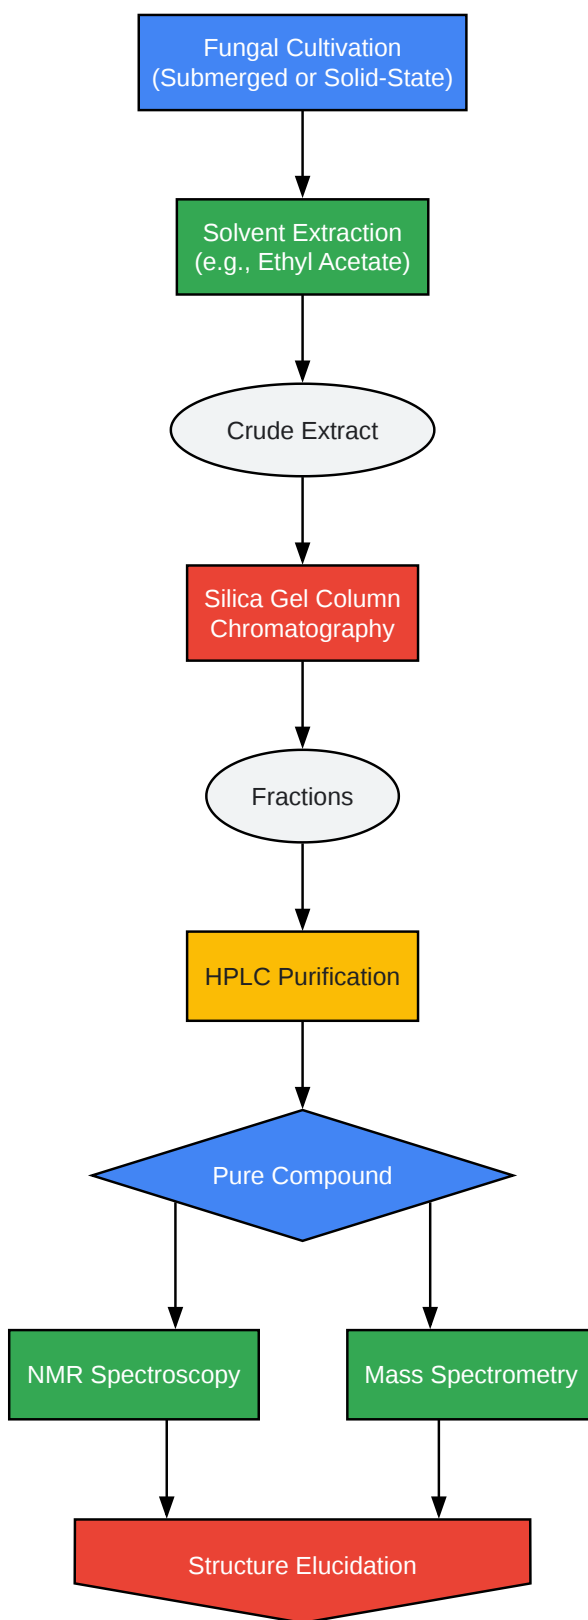 Fungal Cultivation
(Submerged or Solid-State)
Solvent Extraction
(e.g., Ethyl Acetate)
Crude Extract
Silica Gel Column
Chromatography
Fractions
HPLC Purification
Pure Compound
NMR Spectroscopy
Mass Spectrometry
Structure Elucidation